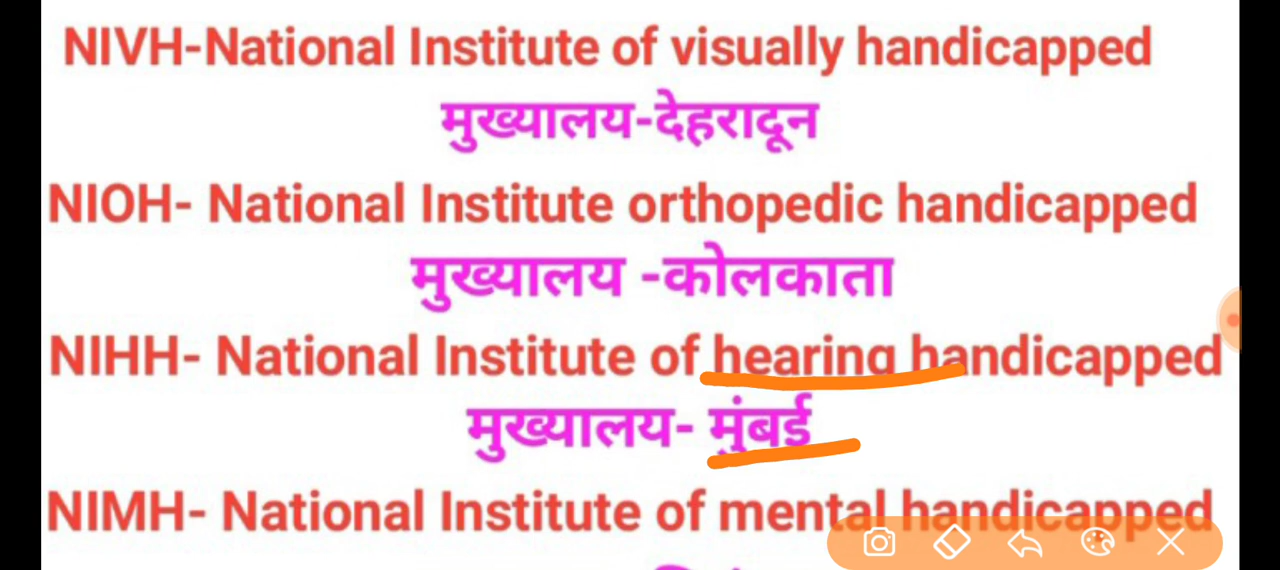 NIVH-National Institute of visually handicapped
मुख्यालय-देहरादून
NIOH- National Institute orthopedic handicapped
मुख्यालय -कोलकाता
NIHH- National Institute of hearing handicapped
मुख्यालय- मुंबई
NIMH- National Institute of mental handicapped